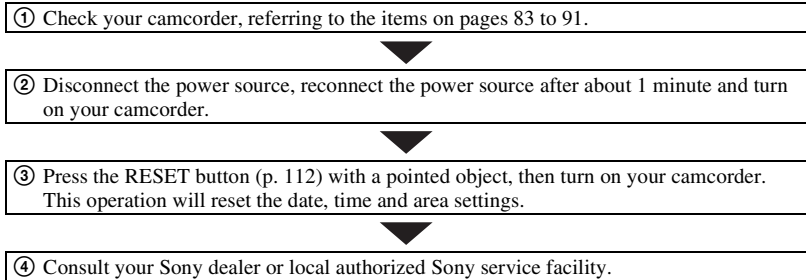 ① Check your camcorder, referring to the items on pages 83 to 91.
② Disconnect the power source, reconnect the power source after about 1 minute and turn
on your camcorder.
③ Press the RESET button (p. 112) with a pointed object, then turn on your camcorder.
This operation will reset the date, time and area settings.
④ Consult your Sony dealer or local authorized Sony service facility.